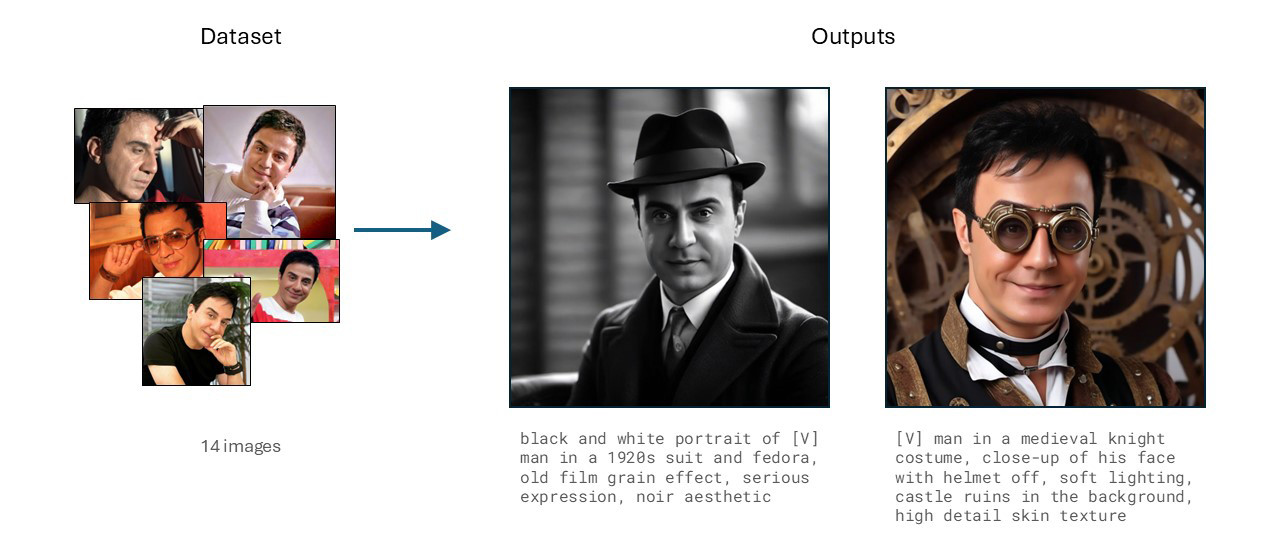 Dataset
Outputs
14 images
black and white portrait of [V]
man in a 1920s suit and fedora,
old film grain effect, serious
expression, noir aesthetic
[V] man in a medieval knight
costume, close-up of his face
with helmet off, soft lighting,
castle ruins in the background,
high detail skin texture